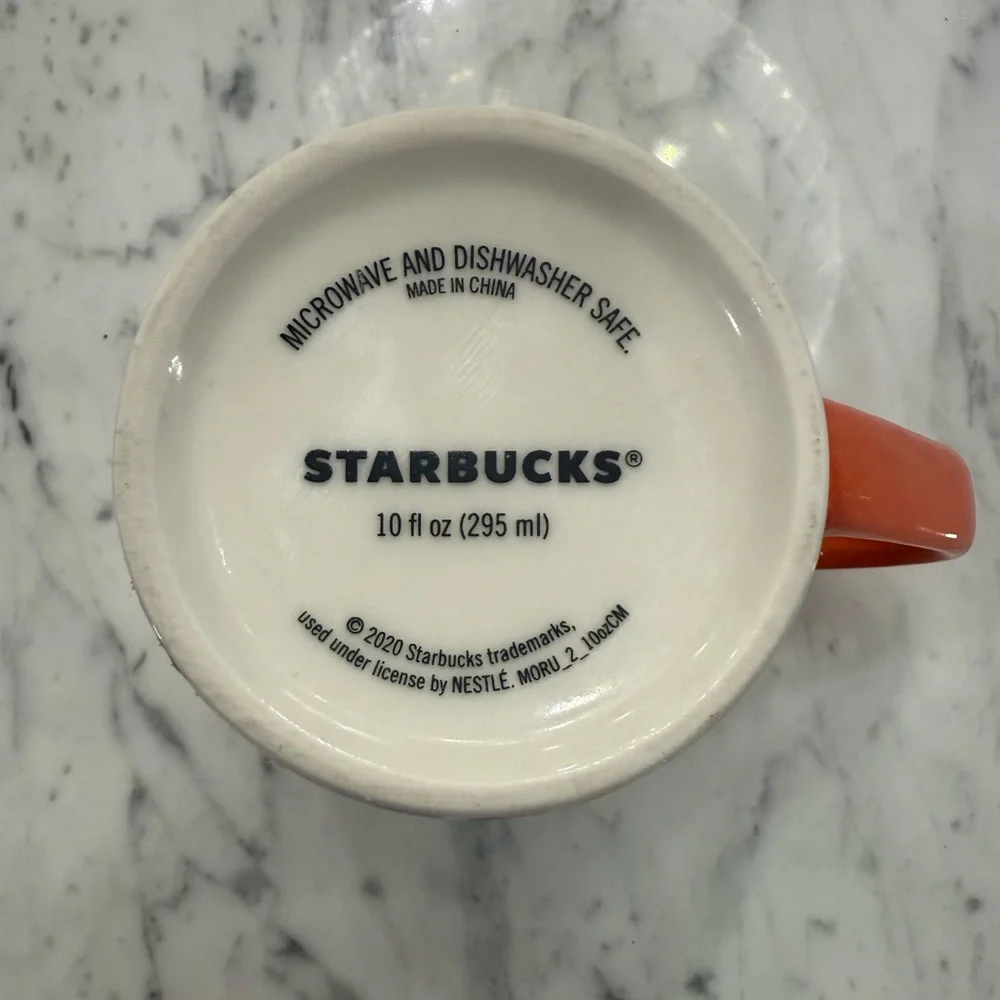 MICROWAVE AND DISHWASHER SAFE.
MADE IN CHINA
STARBUCKS®
10 fl oz (295 ml)
© 2020 Starbucks trademarks,
used under license by NESTLÉ. MORU_2_10ozCM